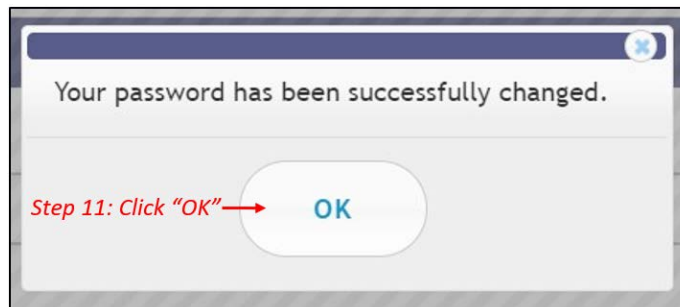 Your password has been successfully changed.
Step 11: Click “OK”
OK